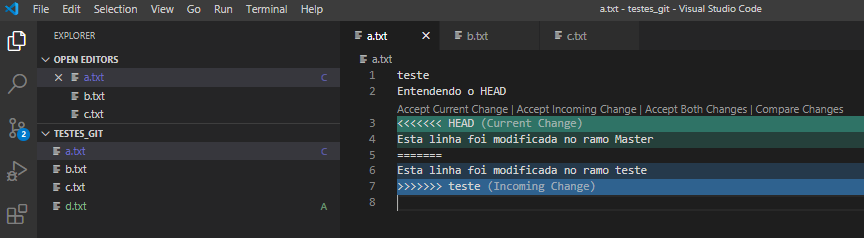 File Edit Selection View Go Run Terminal Help
a.txt - testes_git - Visual Studio Code
EXPLORER
OPEN EDITORS
a.txt C
b.txt
c.txt
2
TESTES_GIT
a.txt C
b.txt
c.txt
d.txt A
a.txt b.txt c.txt
a.txt
1 teste
2 Entendendo o HEAD
Accept Current Change | Accept Incoming Change | Accept Both Changes | Compare Changes
3 <<<<<<< HEAD (Current Change)
4 Esta linha foi modificada no ramo Master
5 =======
6 Esta linha foi modificada no ramo teste
7 >>>>>>> teste (Incoming Change)
8